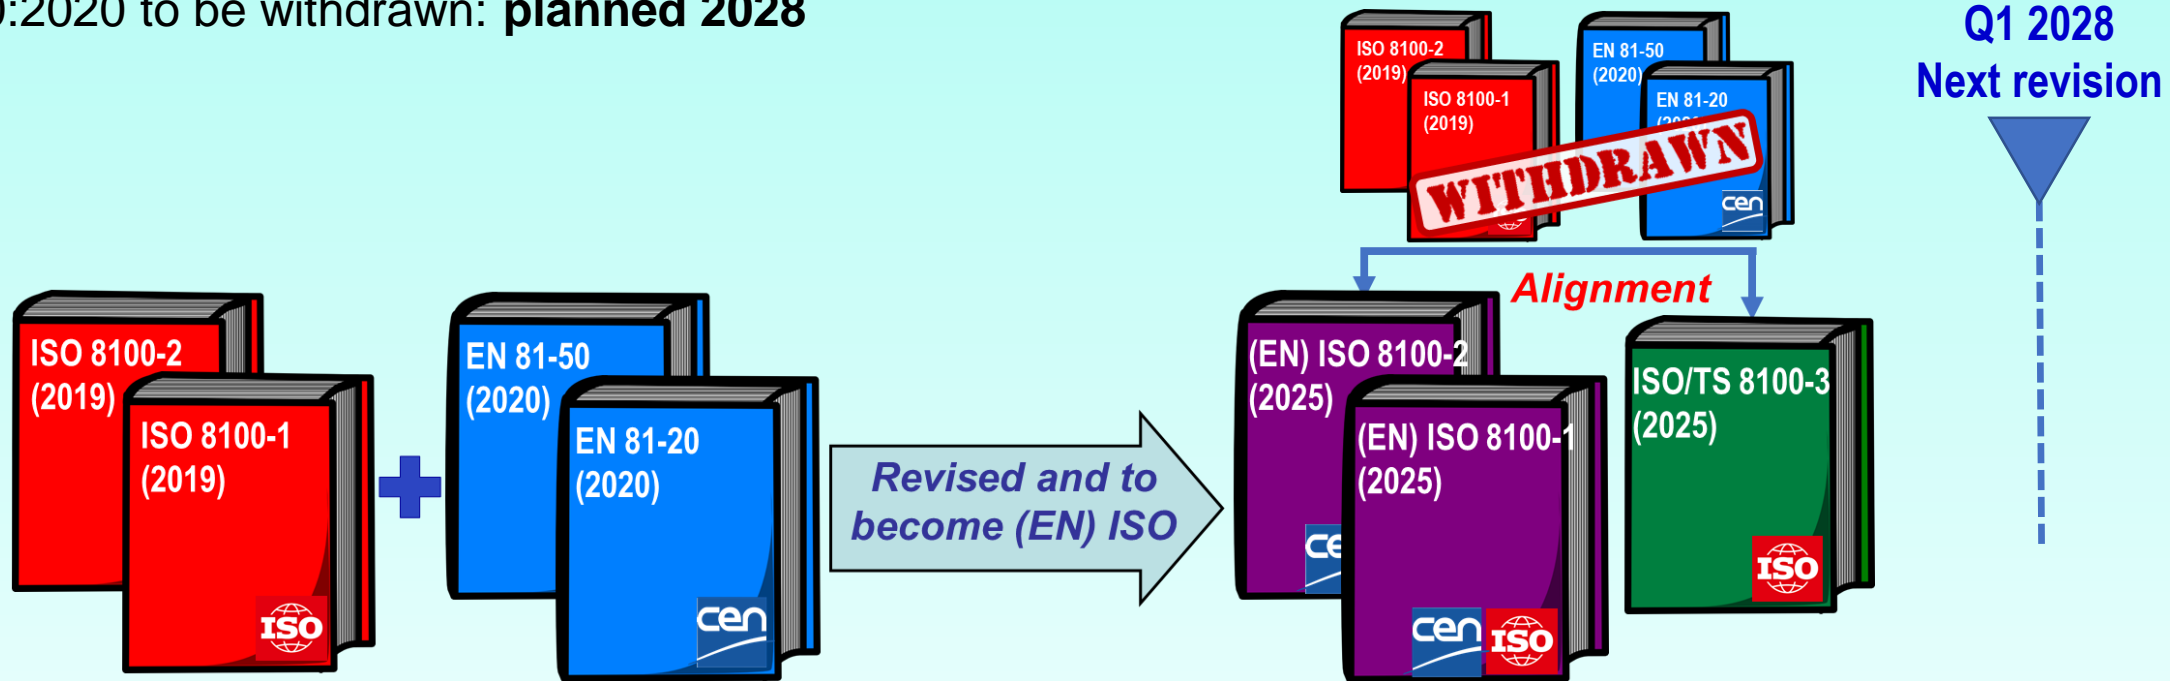 :2020 to be withdrawn: planned 2028
ISO 8100-2
(2019)
ISO 8100-1
(2019)
EN 81-50
(2020)
EN 81-20
WITHDRAWN
cen
Q1 2028
Next revision
Alignment
ISO 8100-2
(2019)
ISO 8100-1
(2019)
ISO
EN 81-50
(2020)
EN 81-20
(2020)
cen
Revised and to
become (EN) ISO
(EN) ISO 8100-2
(2025)
(EN) ISO 8100-1
(2025)
cen
ISO
ISO/TS 8100-3
(2025)
ISO